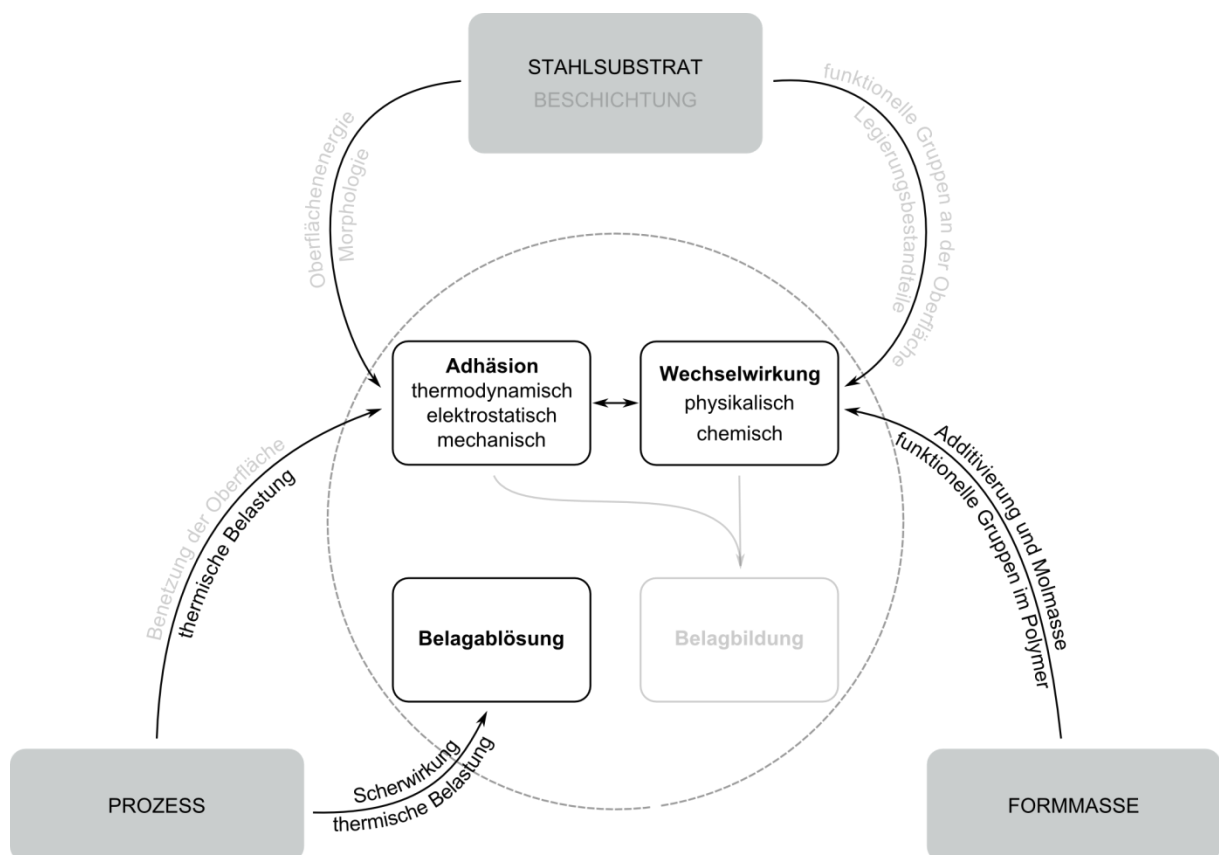 STAHLSUBSTRAT
BESCHICHTUNG
Oberflächenenergie
Morphologie
funktionelle Gruppen an der Oberfläche
Legierungsbestandteile
Adhäsion
thermodynamisch
elektrostatisch
mechanisch
Wechselwirkung
physikalisch
chemisch
Benetzung der Oberfläche
thermische Belastung
Additivierung und Molmasse
funktionelle Gruppen im Polymer
Belagablösung
Belagbildung
Scherwirkung
thermische Belastung
PROZESS
FORMMASSE